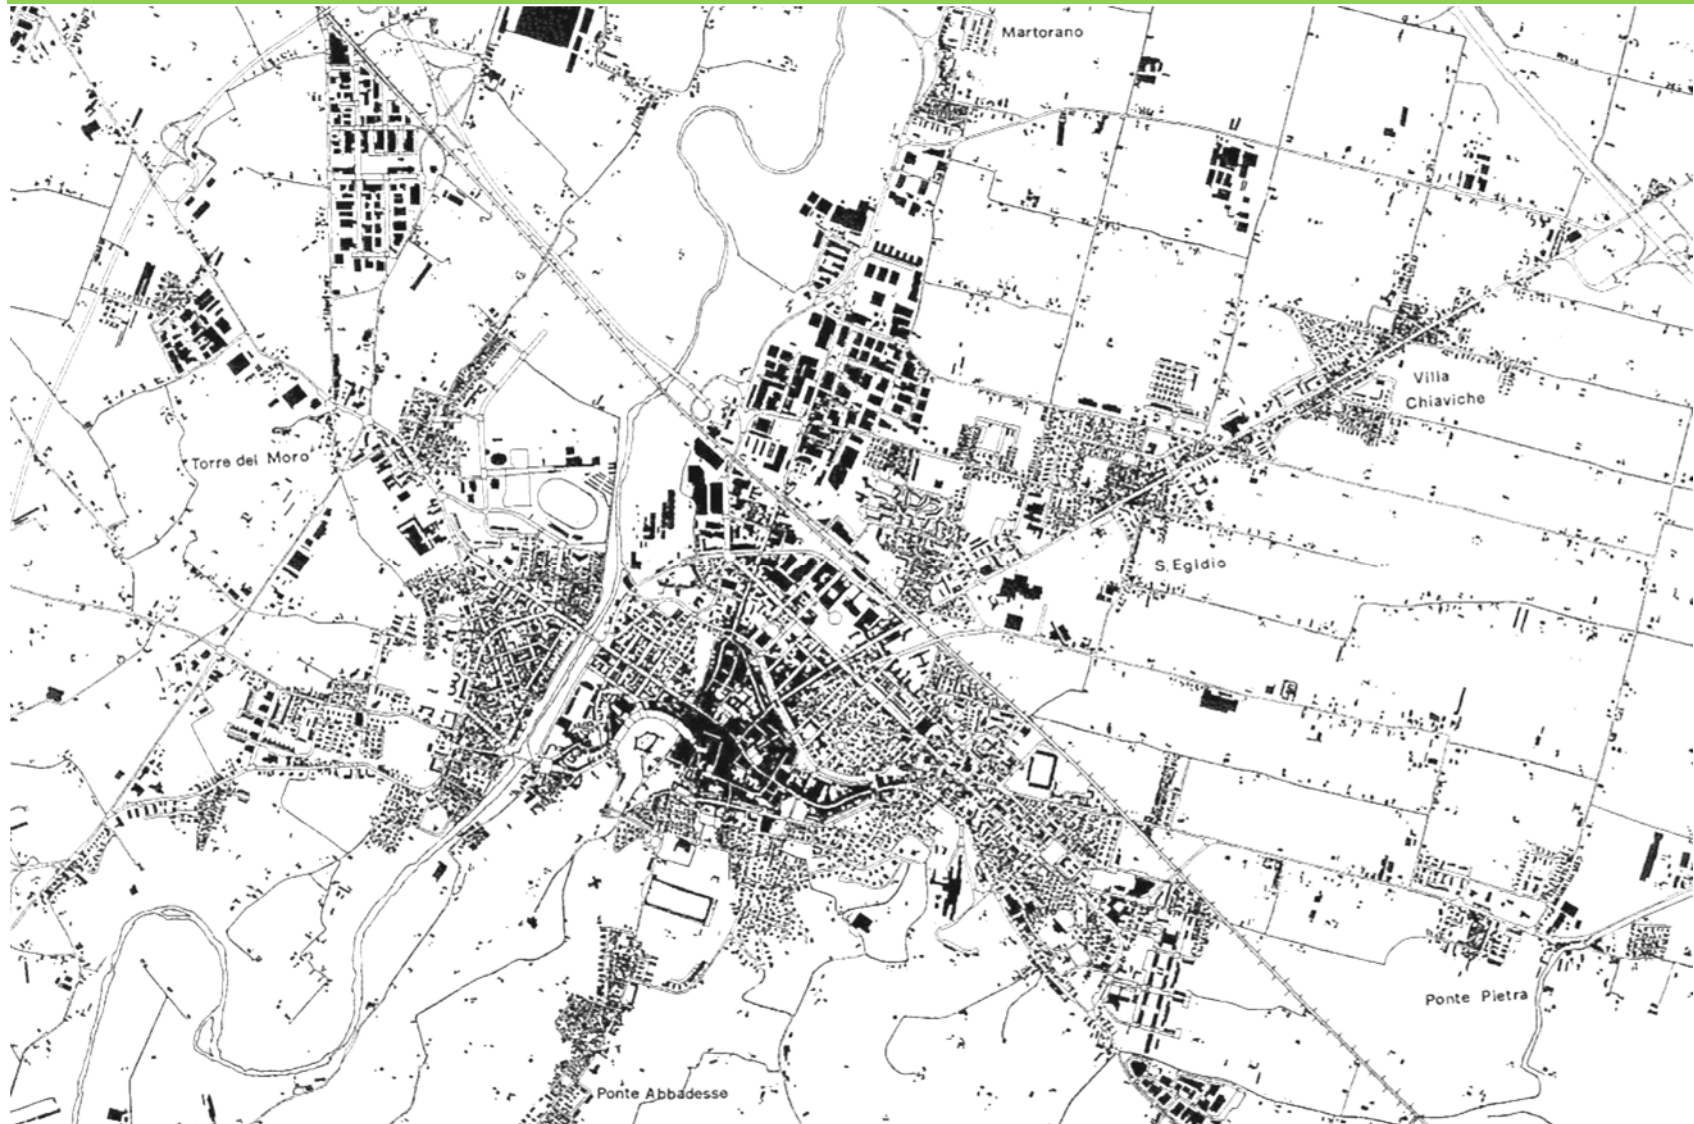 Martorano
Villa
Chiaviche
Torre del Moro
S. Egidio
Ponte Pietra
Ponte Abbadesse